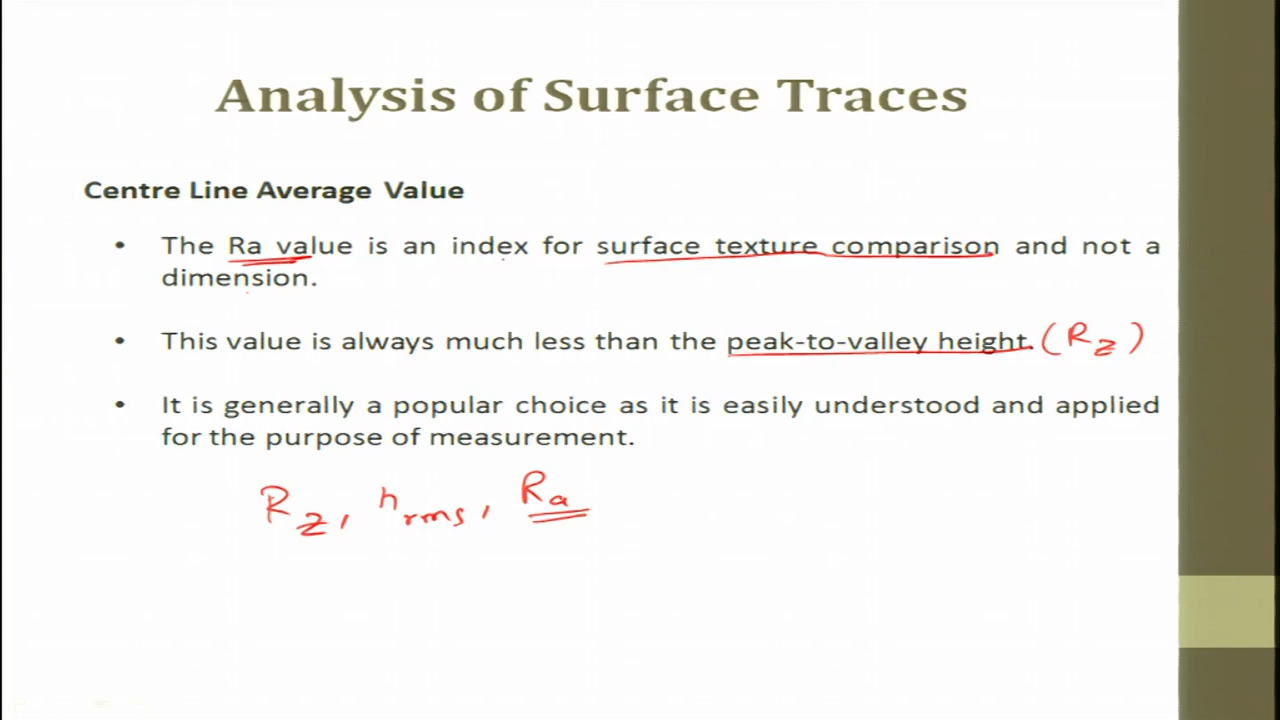 Analysis of Surface Traces
Centre Line Average Value
• The Ra value is an index for surface texture comparison and not a
dimension.
• This value is always much less than the peak-to-valley height. (Rz)
• It is generally a popular choice as it is easily understood and applied
for the purpose of measurement.
Rz, hrms, Ra